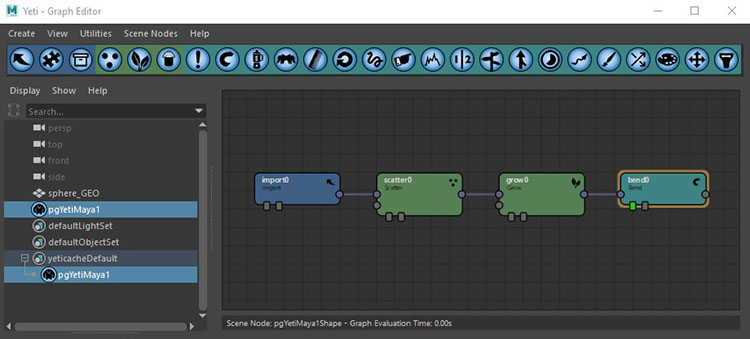 Yeti - Graph Editor
Create View Utilities Scene Nodes Help
1 2
Display Show Help
Search...
persp
top
front
side
sphere_GEO
pgYetiMaya1
defaultLightSet
defaultObjectSet
yeticacheDefault
pgYetiMaya1
import0
Import
scatter0
Scatter
grow0
Grow
bend0
Bend
Scene Node: pgYetiMaya1Shape - Graph Evaluation Time: 0.00s